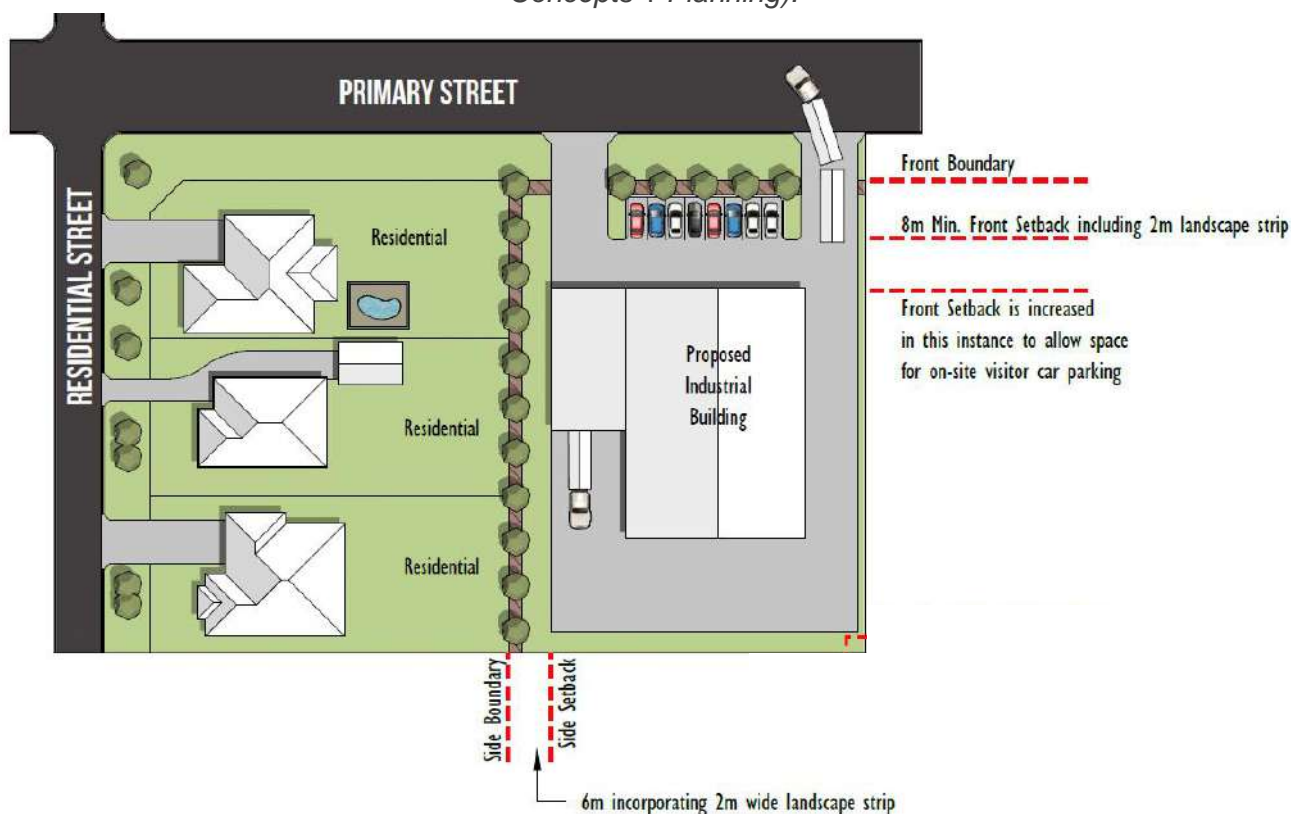 Concepts + Planning).
PRIMARY STREET
RESIDENTIAL STREET
Front Boundary
8m Min. Front Setback including 2m landscape strip
Residential
Front Setback is increased
in this instance to allow space
for on-site visitor car parking
Proposed
Industrial
Building
Residential
Residential
Side Boundary
Side Setback
6m incorporating 2m wide landscape strip